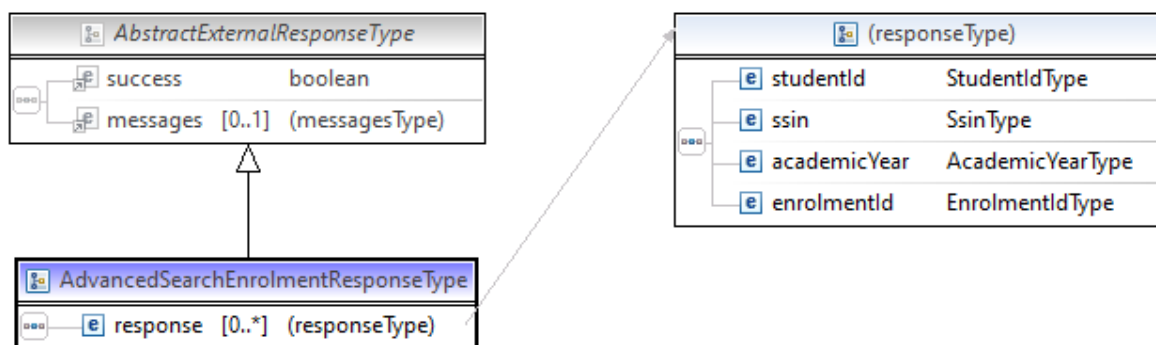 AbstractExternalResponseType
success boolean
messages [0..1] (messagesType)
AdvancedSearchEnrolmentResponseType
response [0..*] (responseType)
(responseType)
studentId StudentIdType
ssin SsinType
academicYear AcademicYearType
enrolmentId EnrolmentIdType